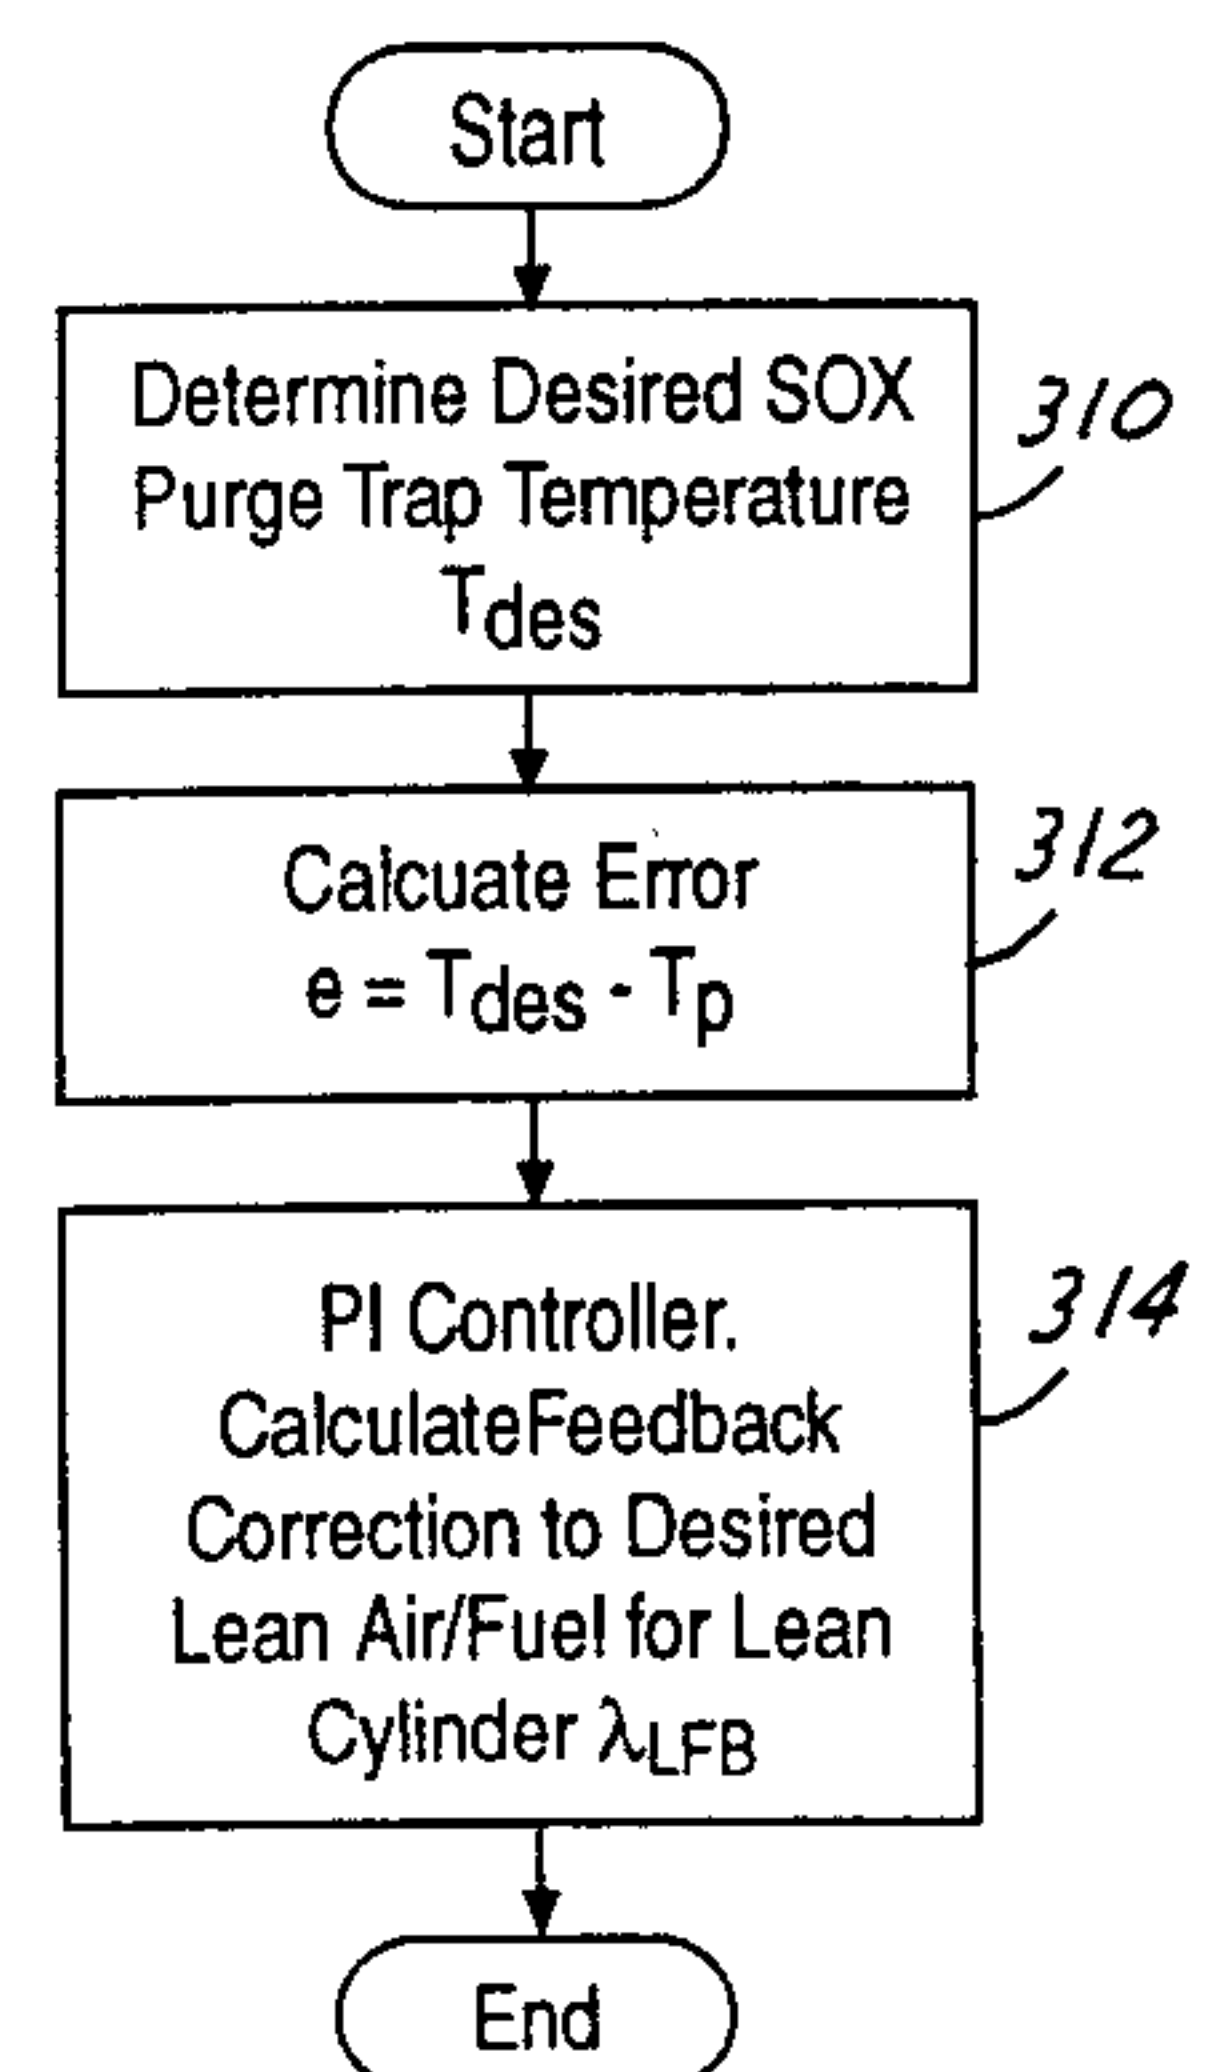 Start
Determine Desired SOX
Purge Trap Temperature
Tdes
310
Calcuate Error
e = Tdes - Tp
312
PI Controller.
CalculateFeedback
Correction to Desired
Lean Air/Fuel for Lean
Cylinder λLFB
314
End